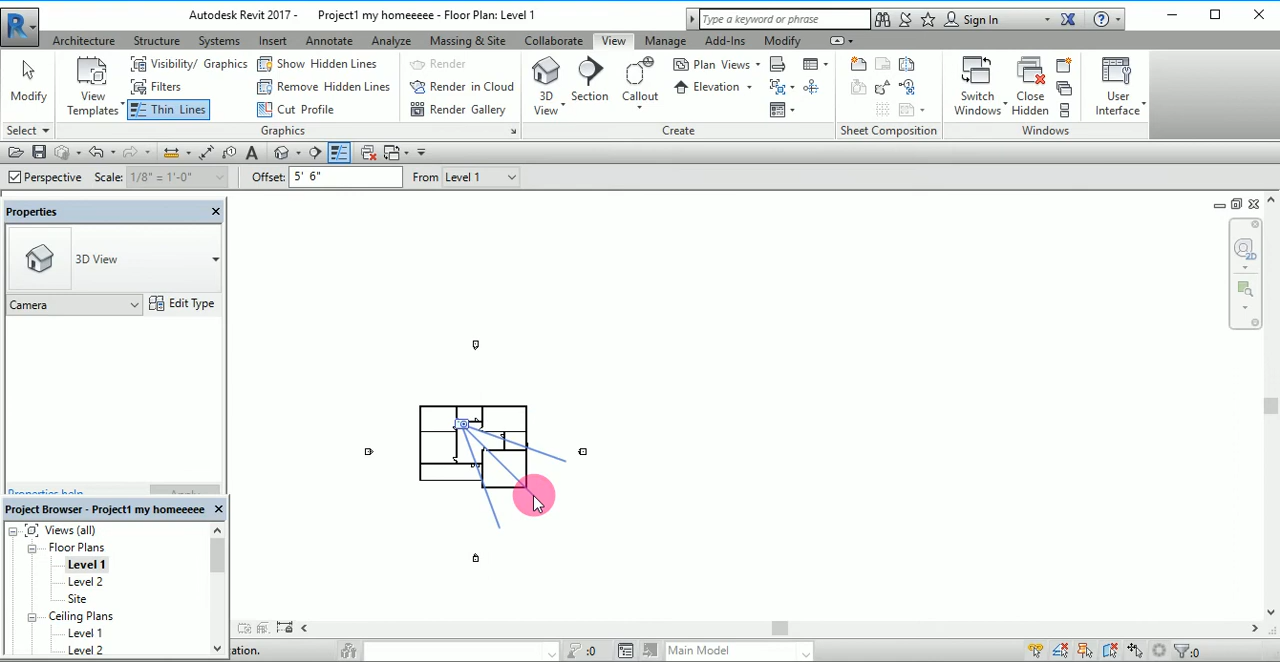 Autodesk Revit 2017 - Project1 my homeeeee - Floor Plan: Level 1
Type a keyword or phrase
Sign In
Architecture Structure Systems Insert Annotate Analyze Massing & Site Collaborate View Manage Add-Ins Modify
Modify
View Templates
Visibility/ Graphics
Filters
Thin Lines
Show Hidden Lines
Remove Hidden Lines
Cut Profile
Render
Render in Cloud
Render Gallery
3D View
Section
Callout
Plan Views
Elevation
Switch Windows
Close Hidden
User Interface
Select Graphics Create Sheet Composition Windows
Perspective Scale: 1/8" = 1'-0" Offset: 5' 6" From Level 1
Properties
3D View
Camera Edit Type
Properties help Apply
Project Browser - Project1 my homeeeee
Views (all)
Floor Plans
Level 1
Level 2
Site
Ceiling Plans
Level 1
Level 2
ation. :0 Main Model :0
2D